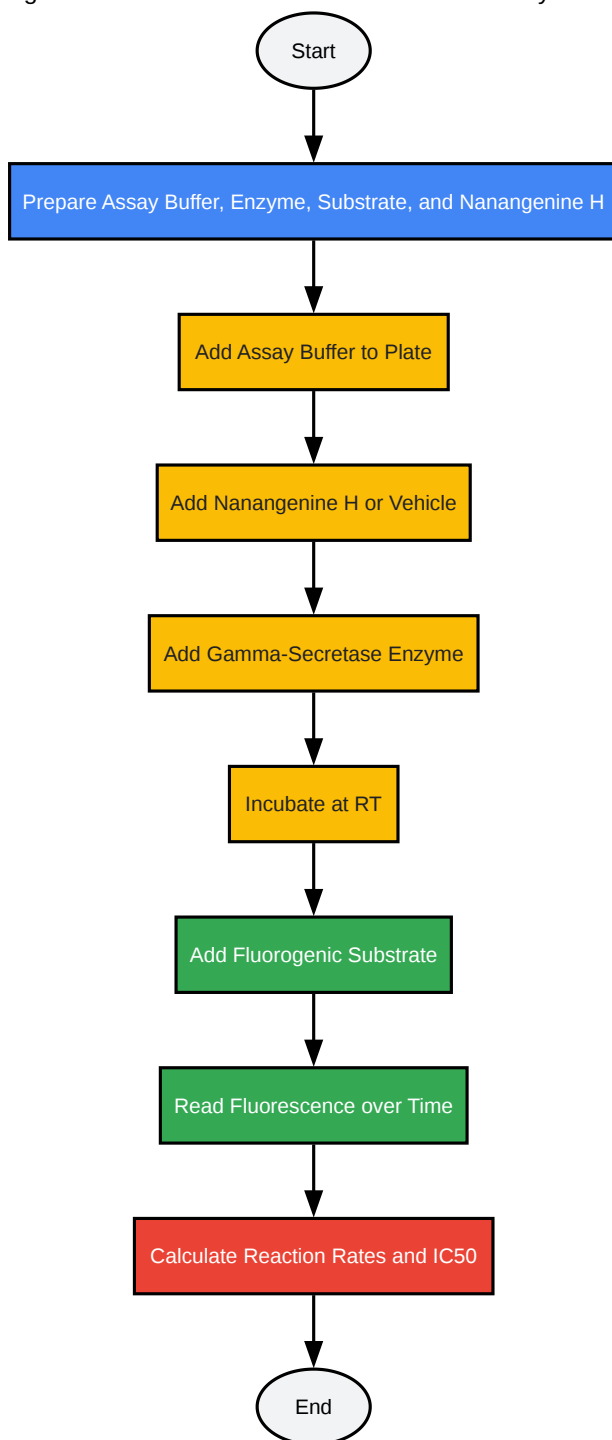 Start
Prepare Assay Buffer, Enzyme, Substrate, and Nanangenine H
Add Assay Buffer to Plate
Add Nanangenine H or Vehicle
Add Gamma-Secretase Enzyme
Incubate at RT
Add Fluorogenic Substrate
Read Fluorescence over Time
Calculate Reaction Rates and IC50
End